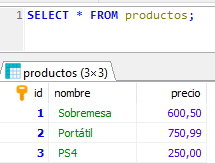 1 SELECT * FROM productos;
productos (3×3)
id nombre precio
1 Sobremesa 600,50
2 Portátil 750,99
3 PS4 250,00